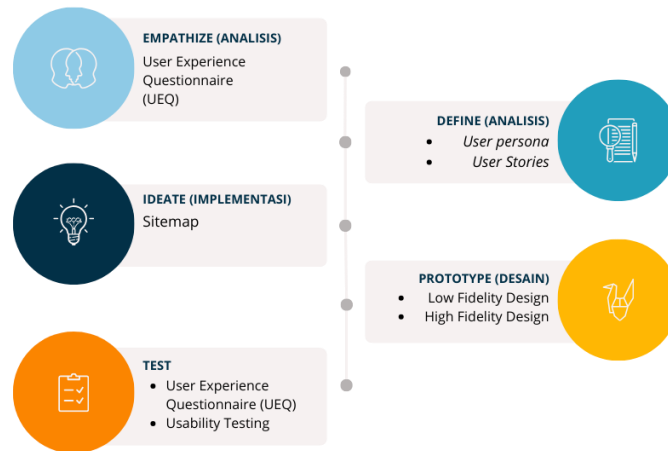 EMPATHIZE (ANALISIS)
User Experience
Questionnaire
(UEQ)
DEFINE (ANALISIS)
• User persona
• User Stories
IDEATE (IMPLEMENTASI)
Sitemap
PROTOTYPE (DESAIN)
• Low Fidelity Design
• High Fidelity Design
TEST
• User Experience
Questionnaire (UEQ)
• Usability Testing